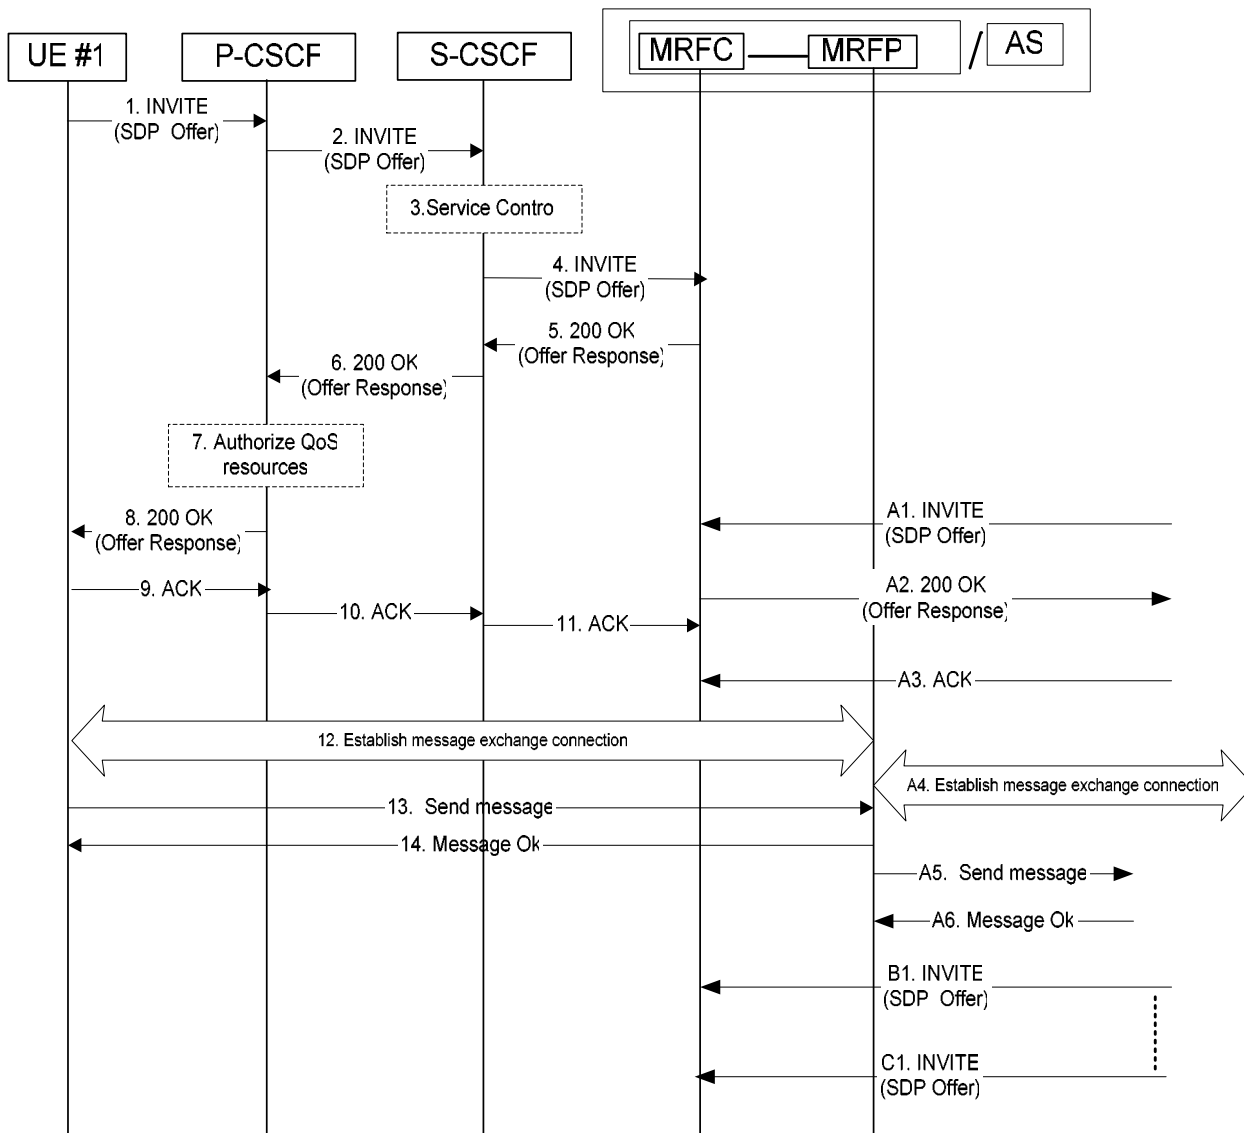 UE #1
P-CSCF
S-CSCF
MRFC
MRFP
/
AS
1. INVITE
(SDP Offer)
2. INVITE
(SDP Offer)
3.Service Contro
4. INVITE
(SDP Offer)
5. 200 OK
(Offer Response)
6. 200 OK
(Offer Response)
7. Authorize QoS
resources
8. 200 OK
(Offer Response)
A1. INVITE
(SDP Offer)
9. ACK
A2. 200 OK
(Offer Response)
10. ACK
11. ACK
A3. ACK
12. Establish message exchange connection
A4. Establish message exchange connection
13. Send message
14. Message Ok
A5. Send message
A6. Message Ok
B1. INVITE
(SDP Offer)
C1. INVITE
(SDP Offer)